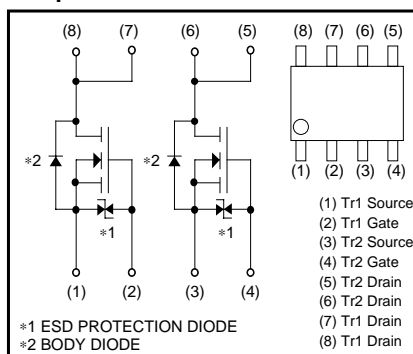 (8) (7) (6) (5)
*2 *2
*1 *1
(1) (2) (3) (4)
*1 ESD PROTECTION DIODE
*2 BODY DIODE
(8) (7) (6) (5)
(1) (2) (3) (4)
(1) Tr1 Source
(2) Tr1 Gate
(3) Tr2 Source
(4) Tr2 Gate
(5) Tr2 Drain
(6) Tr2 Drain
(7) Tr1 Drain
(8) Tr1 Drain